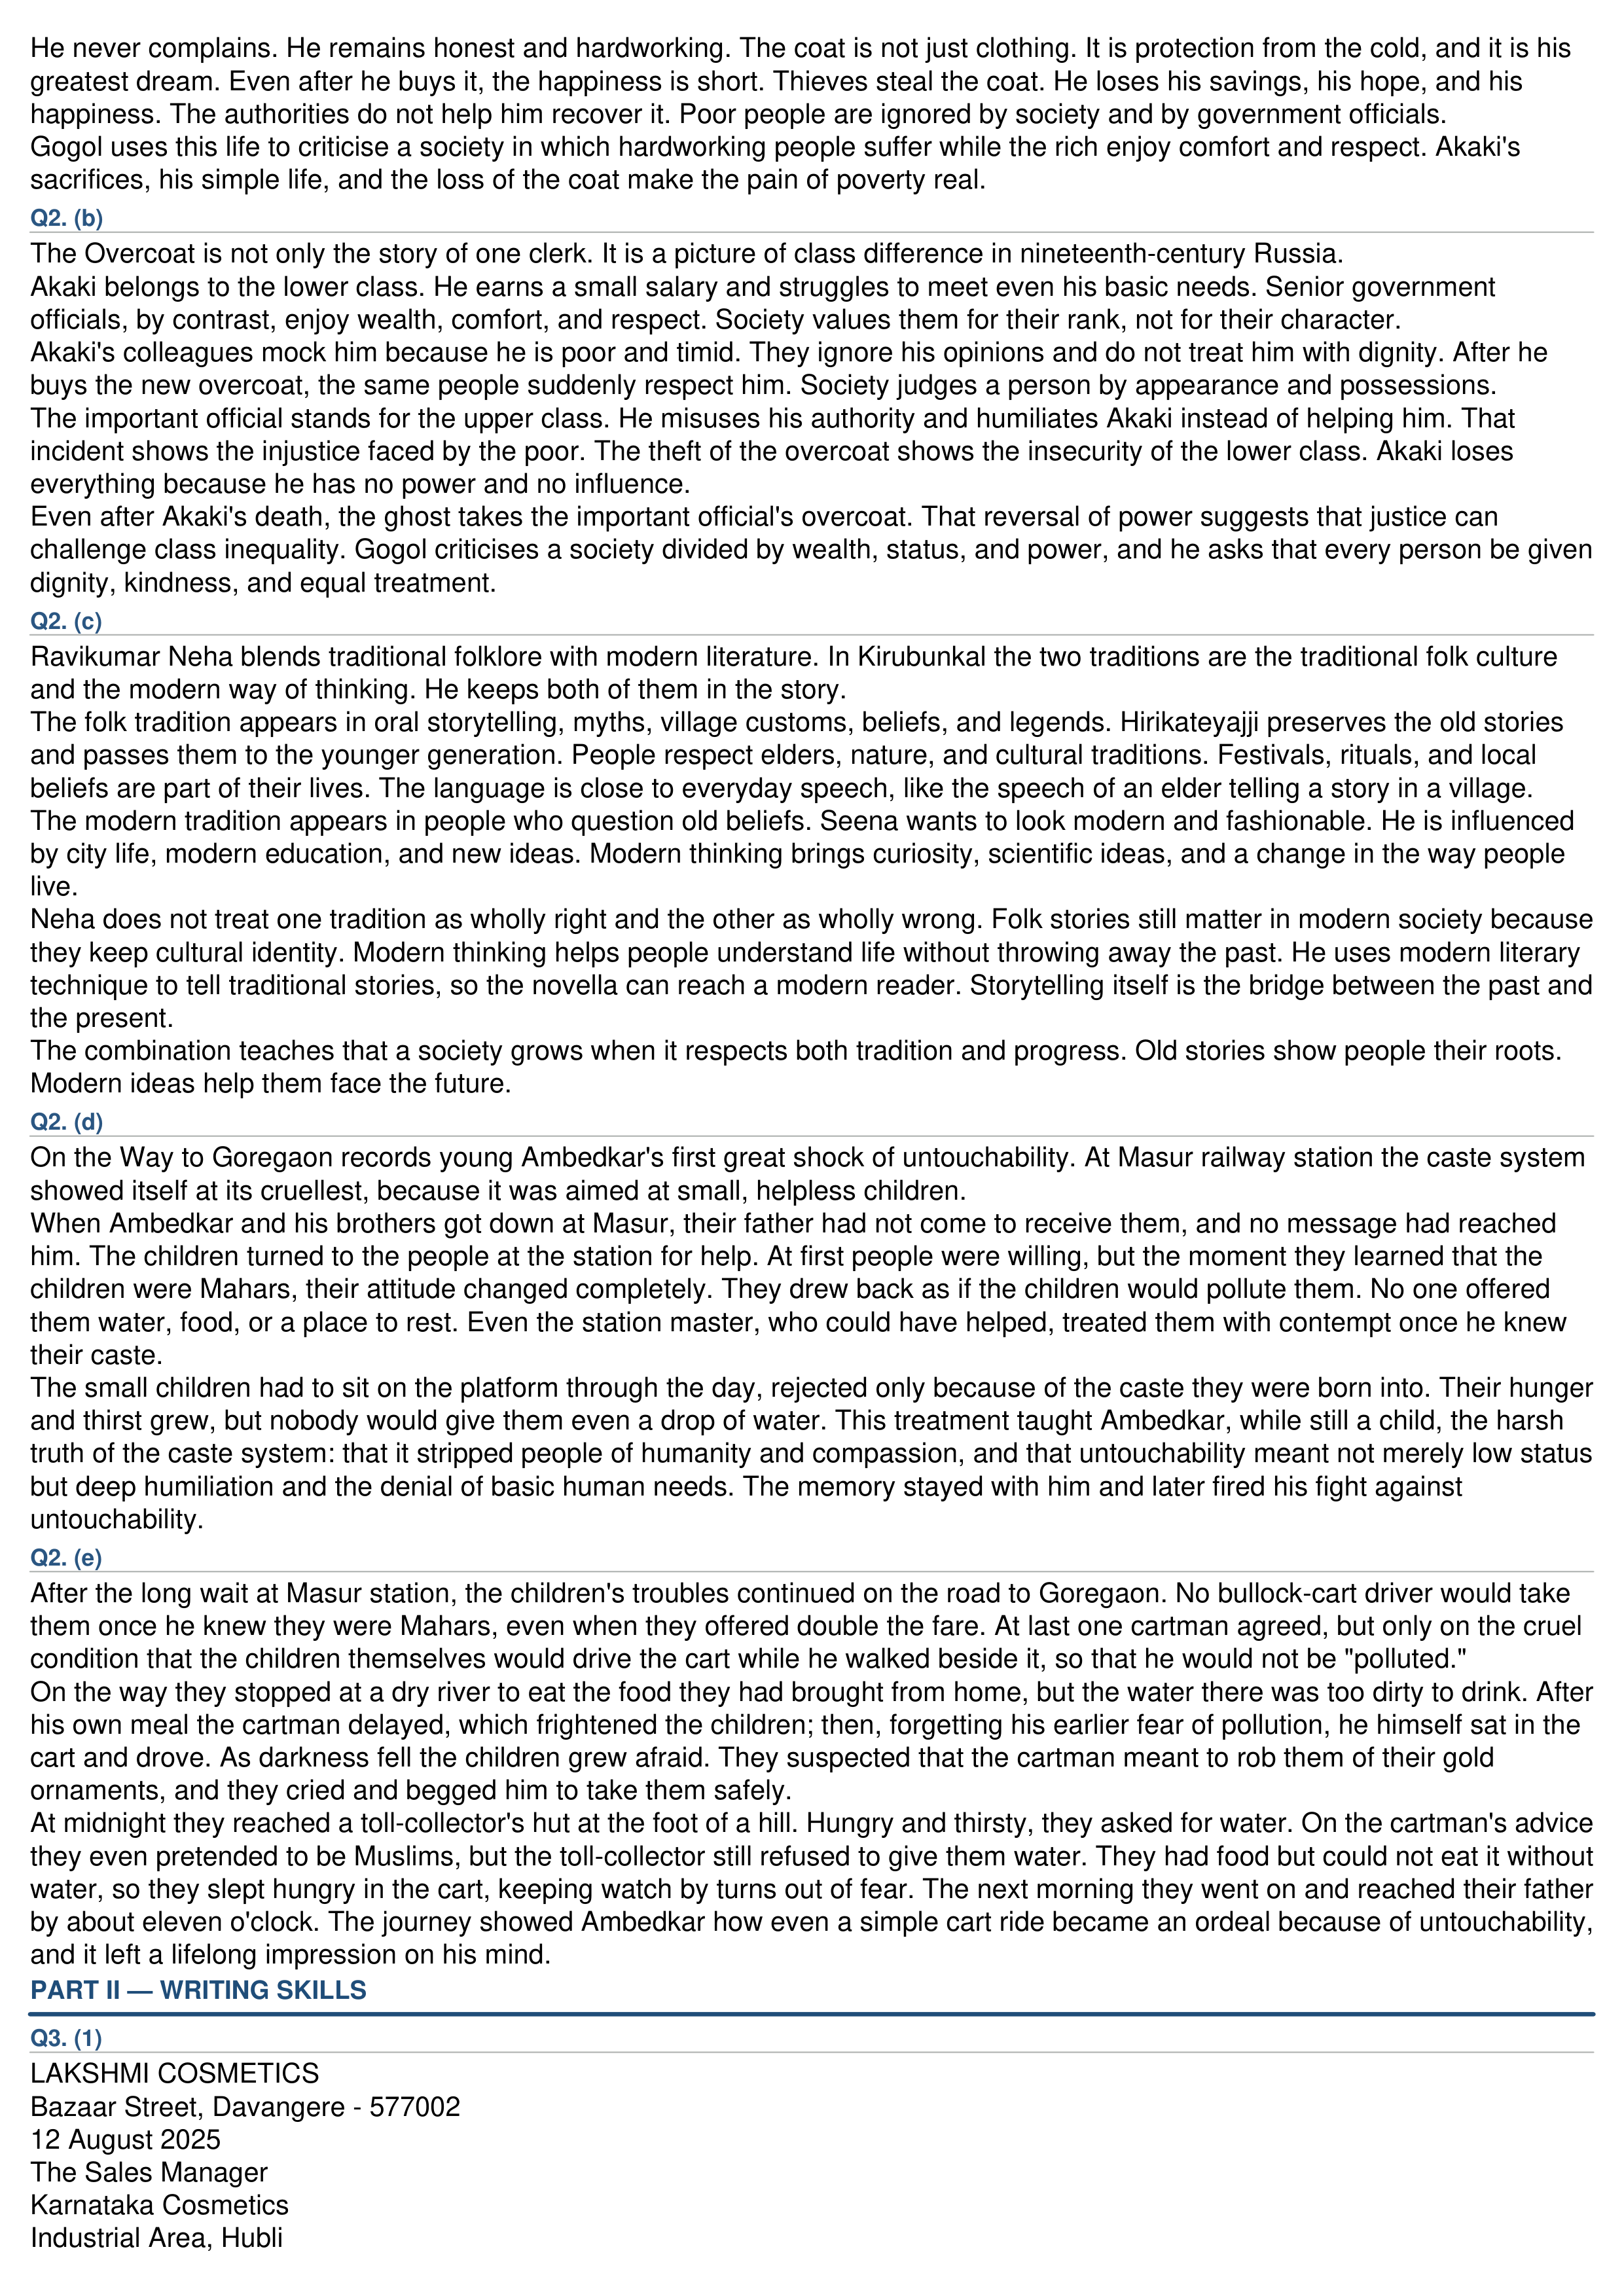 He never complains. He remains honest and hardworking. The coat is not just clothing. It is protection from the cold, and it is his
greatest dream. Even after he buys it, the happiness is short. Thieves steal the coat. He loses his savings, his hope, and his
happiness. The authorities do not help him recover it. Poor people are ignored by society and by government officials.
Gogol uses this life to criticise a society in which hardworking people suffer while the rich enjoy comfort and respect. Akaki's
sacrifices, his simple life, and the loss of the coat make the pain of poverty real.
Q2. (b)
The Overcoat is not only the story of one clerk. It is a picture of class difference in nineteenth-century Russia.
Akaki belongs to the lower class. He earns a small salary and struggles to meet even his basic needs. Senior government
officials, by contrast, enjoy wealth, comfort, and respect. Society values them for their rank, not for their character.
Akaki's colleagues mock him because he is poor and timid. They ignore his opinions and do not treat him with dignity. After he
buys the new overcoat, the same people suddenly respect him. Society judges a person by appearance and possessions.
The important official stands for the upper class. He misuses his authority and humiliates Akaki instead of helping him. That
incident shows the injustice faced by the poor. The theft of the overcoat shows the insecurity of the lower class. Akaki loses
everything because he has no power and no influence.
Even after Akaki's death, the ghost takes the important official's overcoat. That reversal of power suggests that justice can
challenge class inequality. Gogol criticises a society divided by wealth, status, and power, and he asks that every person be given
dignity, kindness, and equal treatment.
Q2. (c)
Ravikumar Neha blends traditional folklore with modern literature. In Kirubunkal the two traditions are the traditional folk culture
and the modern way of thinking. He keeps both of them in the story.
The folk tradition appears in oral storytelling, myths, village customs, beliefs, and legends. Hirikateyajji preserves the old stories
and passes them to the younger generation. People respect elders, nature, and cultural traditions. Festivals, rituals, and local
beliefs are part of their lives. The language is close to everyday speech, like the speech of an elder telling a story in a village.
The modern tradition appears in people who question old beliefs. Seena wants to look modern and fashionable. He is influenced
by city life, modern education, and new ideas. Modern thinking brings curiosity, scientific ideas, and a change in the way people
live.
Neha does not treat one tradition as wholly right and the other as wholly wrong. Folk stories still matter in modern society because
they keep cultural identity. Modern thinking helps people understand life without throwing away the past. He uses modern literary
technique to tell traditional stories, so the novella can reach a modern reader. Storytelling itself is the bridge between the past and
the present.
The combination teaches that a society grows when it respects both tradition and progress. Old stories show people their roots.
Modern ideas help them face the future.
Q2. (d)
On the Way to Goregaon records young Ambedkar's first great shock of untouchability. At Masur railway station the caste system
showed itself at its cruellest, because it was aimed at small, helpless children.
When Ambedkar and his brothers got down at Masur, their father had not come to receive them, and no message had reached
him. The children turned to the people at the station for help. At first people were willing, but the moment they learned that the
children were Mahars, their attitude changed completely. They drew back as if the children would pollute them. No one offered
them water, food, or a place to rest. Even the station master, who could have helped, treated them with contempt once he knew
their caste.
The small children had to sit on the platform through the day, rejected only because of the caste they were born into. Their hunger
and thirst grew, but nobody would give them even a drop of water. This treatment taught Ambedkar, while still a child, the harsh
truth of the caste system: that it stripped people of humanity and compassion, and that untouchability meant not merely low status
but deep humiliation and the denial of basic human needs. The memory stayed with him and later fired his fight against
untouchability.
Q2. (e)
After the long wait at Masur station, the children's troubles continued on the road to Goregaon. No bullock-cart driver would take
them once he knew they were Mahars, even when they offered double the fare. At last one cartman agreed, but only on the cruel
condition that the children themselves would drive the cart while he walked beside it, so that he would not be "polluted."
On the way they stopped at a dry river to eat the food they had brought from home, but the water there was too dirty to drink. After
his own meal the cartman delayed, which frightened the children; then, forgetting his earlier fear of pollution, he himself sat in the
cart and drove. As darkness fell the children grew afraid. They suspected that the cartman meant to rob them of their gold
ornaments, and they cried and begged him to take them safely.
At midnight they reached a toll-collector's hut at the foot of a hill. Hungry and thirsty, they asked for water. On the cartman's advice
they even pretended to be Muslims, but the toll-collector still refused to give them water. They had food but could not eat it without
water, so they slept hungry in the cart, keeping watch by turns out of fear. The next morning they went on and reached their father
by about eleven o'clock. The journey showed Ambedkar how even a simple cart ride became an ordeal because of untouchability,
and it left a lifelong impression on his mind.
PART II — WRITING SKILLS
Q3. (1)
LAKSHMI COSMETICS
Bazaar Street, Davangere - 577002
12 August 2025
The Sales Manager
Karnataka Cosmetics
Industrial Area, Hubli